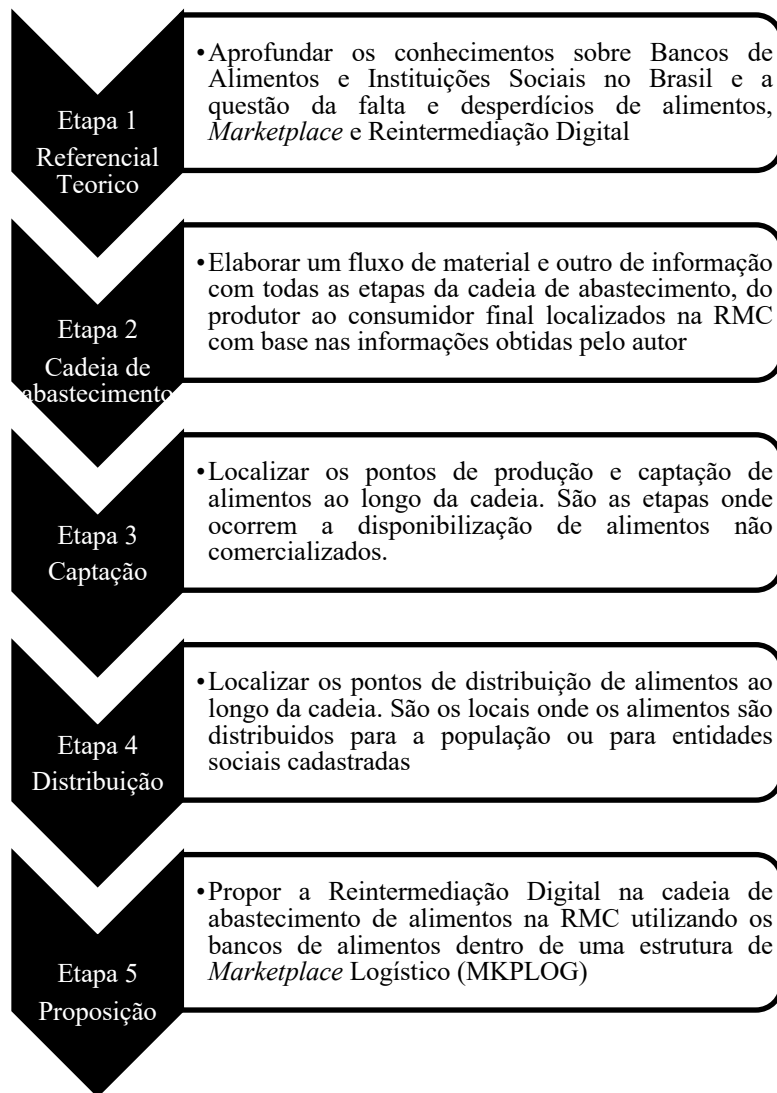 Etapa 1
Referencial
Teorico
•Aprofundar os conhecimentos sobre Bancos de
Alimentos e Instituições Sociais no Brasil e a
questão da falta e desperdícios de alimentos,
Marketplace e Reintermediação Digital
Etapa 2
Cadeia de
abastecimento
•Elaborar um fluxo de material e outro de informação
com todas as etapas da cadeia de abastecimento, do
produtor ao consumidor final localizados na RMC
com base nas informações obtidas pelo autor
Etapa 3
Captação
•Localizar os pontos de produção e captação de
alimentos ao longo da cadeia. São as etapas onde
ocorrem a disponibilização de alimentos não
comercializados.
Etapa 4
Distribuição
•Localizar os pontos de distribuição de alimentos ao
longo da cadeia. São os locais onde os alimentos são
distribuidos para a população ou para entidades
sociais cadastradas
Etapa 5
Proposição
•Propor a Reintermediação Digital na cadeia de
abastecimento de alimentos na RMC utilizando os
bancos de alimentos dentro de uma estrutura de
Marketplace Logístico (MKPLOG)